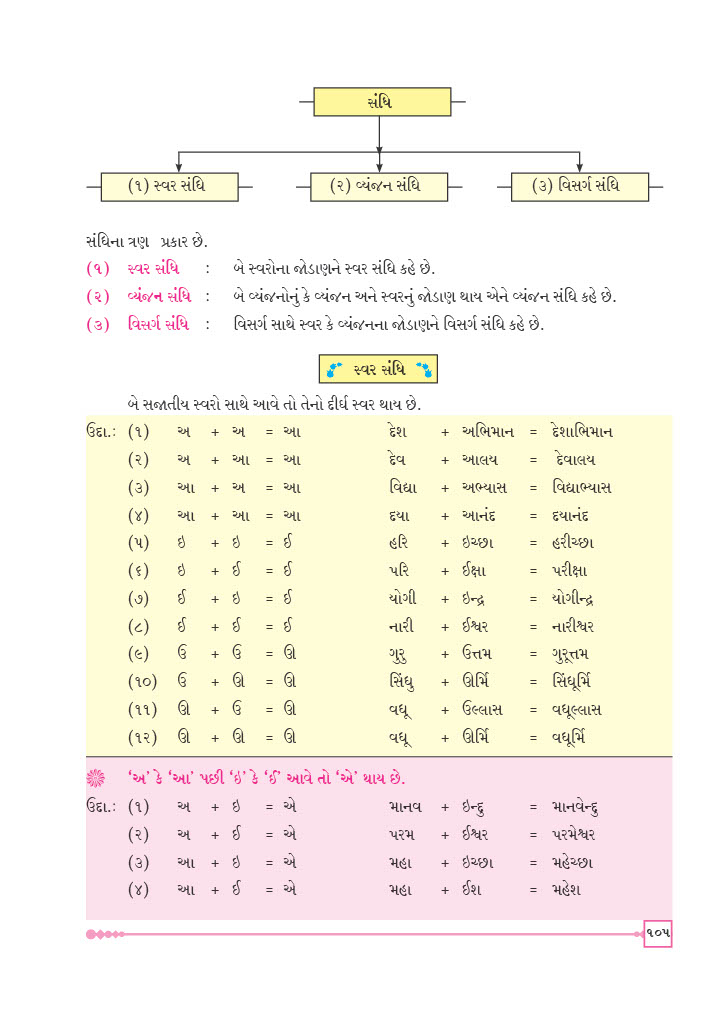 સંધિ
(૧) સ્વર સંધિ (૨) વ્યંજન સંધિ (૩) વિસર્ગ સંધિ
સંધિના ત્રણ પ્રકાર છે.
(૧) સ્વર સંધિ : બે સ્વરોના જોડાણને સ્વર સંધિ કહે છે.
(૨) વ્યંજન સંધિ : બે વ્યંજનોનું કે વ્યંજન અને સ્વરનું જોડાણ થાય એને વ્યંજન સંધિ કહે છે.
(૩) વિસર્ગ સંધિ : વિસર્ગ સાથે સ્વર કે વ્યંજનના જોડાણને વિસર્ગ સંધિ કહે છે.
સ્વર સંધિ
બે સજાતીય સ્વરો સાથે આવે તો તેનો દીર્ઘ સ્વર થાય છે.
ઉદા.: (૧) અ + અ = આ દેશ + અભિમાન = દેશાભિમાન
(૨) અ + આ = આ દેવ + આલય = દેવાલય
(૩) આ + અ = આ વિદ્યા + અભ્યાસ = વિદ્યાભ્યાસ
(૪) આ + આ = આ દયા + આનંદ = દયાનંદ
(૫) ઇ + ઇ = ઈ હરિ + ઇચ્છા = હરીચ્છા
(૬) ઇ + ઈ = ઈ પરિ + ઈક્ષા = પરીક્ષા
(૭) ઈ + ઇ = ઈ યોગી + ઇન્દ્ર = યોગીન્દ્ર
(૮) ઈ + ઈ = ઈ નારી + ઈશ્વર = નારીશ્વર
(૯) ઉ + ઉ = ઊ ગુરુ + ઉત્તમ = ગુરૂત્તમ
(૧૦) ઉ + ઊ = ઊ સિંધુ + ઊર્મિ = સિંધૂર્મિ
(૧૧) ઊ + ઉ = ઊ વધૂ + ઉલ્લાસ = વધૂલ્લાસ
(૧૨) ઊ + ઊ = ઊ વધૂ + ઊર્મિ = વધૂર્મિ
‘અ’ કે ‘આ’ પછી ‘ઇ’ કે ‘ઈ’ આવે તો ‘એ’ થાય છે.
ઉદા.: (૧) અ + ઇ = એ માનવ + ઇન્દુ = માનવેન્દુ
(૨) અ + ઈ = એ પરમ + ઈશ્વર = પરમેશ્વર
(૩) આ + ઇ = એ મહા + ઇચ્છા = મહેચ્છા
(૪) આ + ઈ = એ મહા + ઈશ = મહેશ
૧૦૫